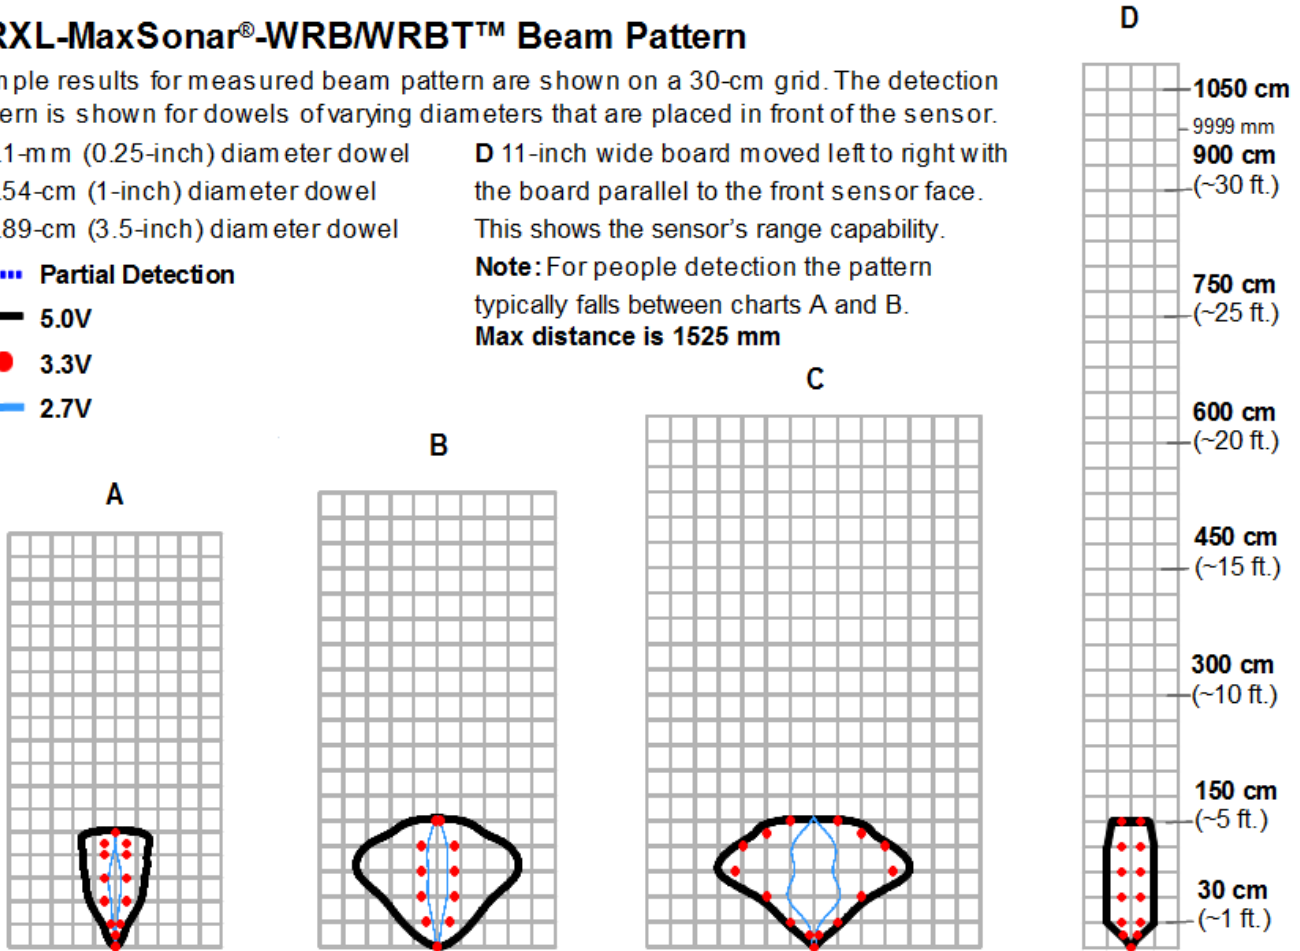 RXL-MaxSonar®-WRB/WRBT™ Beam Pattern
mple results for measured beam pattern are shown on a 30-cm grid. The detection
ern is shown for dowels of varying diameters that are placed in front of the sensor.
.1-mm (0.25-inch) diameter dowel
.54-cm (1-inch) diameter dowel
.89-cm (3.5-inch) diameter dowel
Partial Detection
5.0V
3.3V
2.7V
D 11-inch wide board moved left to right with
the board parallel to the front sensor face.
This shows the sensor's range capability.
Note: For people detection the pattern
typically falls between charts A and B.
Max distance is 1525 mm
A
B
C
D
1050 cm
9999 mm
900 cm
(~30 ft.)
750 cm
(~25 ft.)
600 cm
(~20 ft.)
450 cm
(~15 ft.)
300 cm
(~10 ft.)
150 cm
(~5 ft.)
30 cm
(~1 ft.)